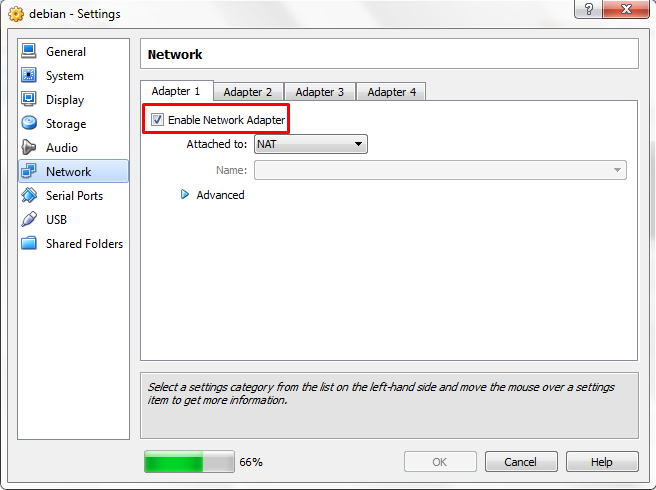 debian - Settings
General
System
Display
Storage
Audio
Network
Serial Ports
USB
Shared Folders
Network
Adapter 1 Adapter 2 Adapter 3 Adapter 4
Enable Network Adapter
Attached to: NAT
Name:
Advanced
Select a settings category from the list on the left-hand side and move the mouse over a settings
item to get more information.
66%
OK Cancel Help